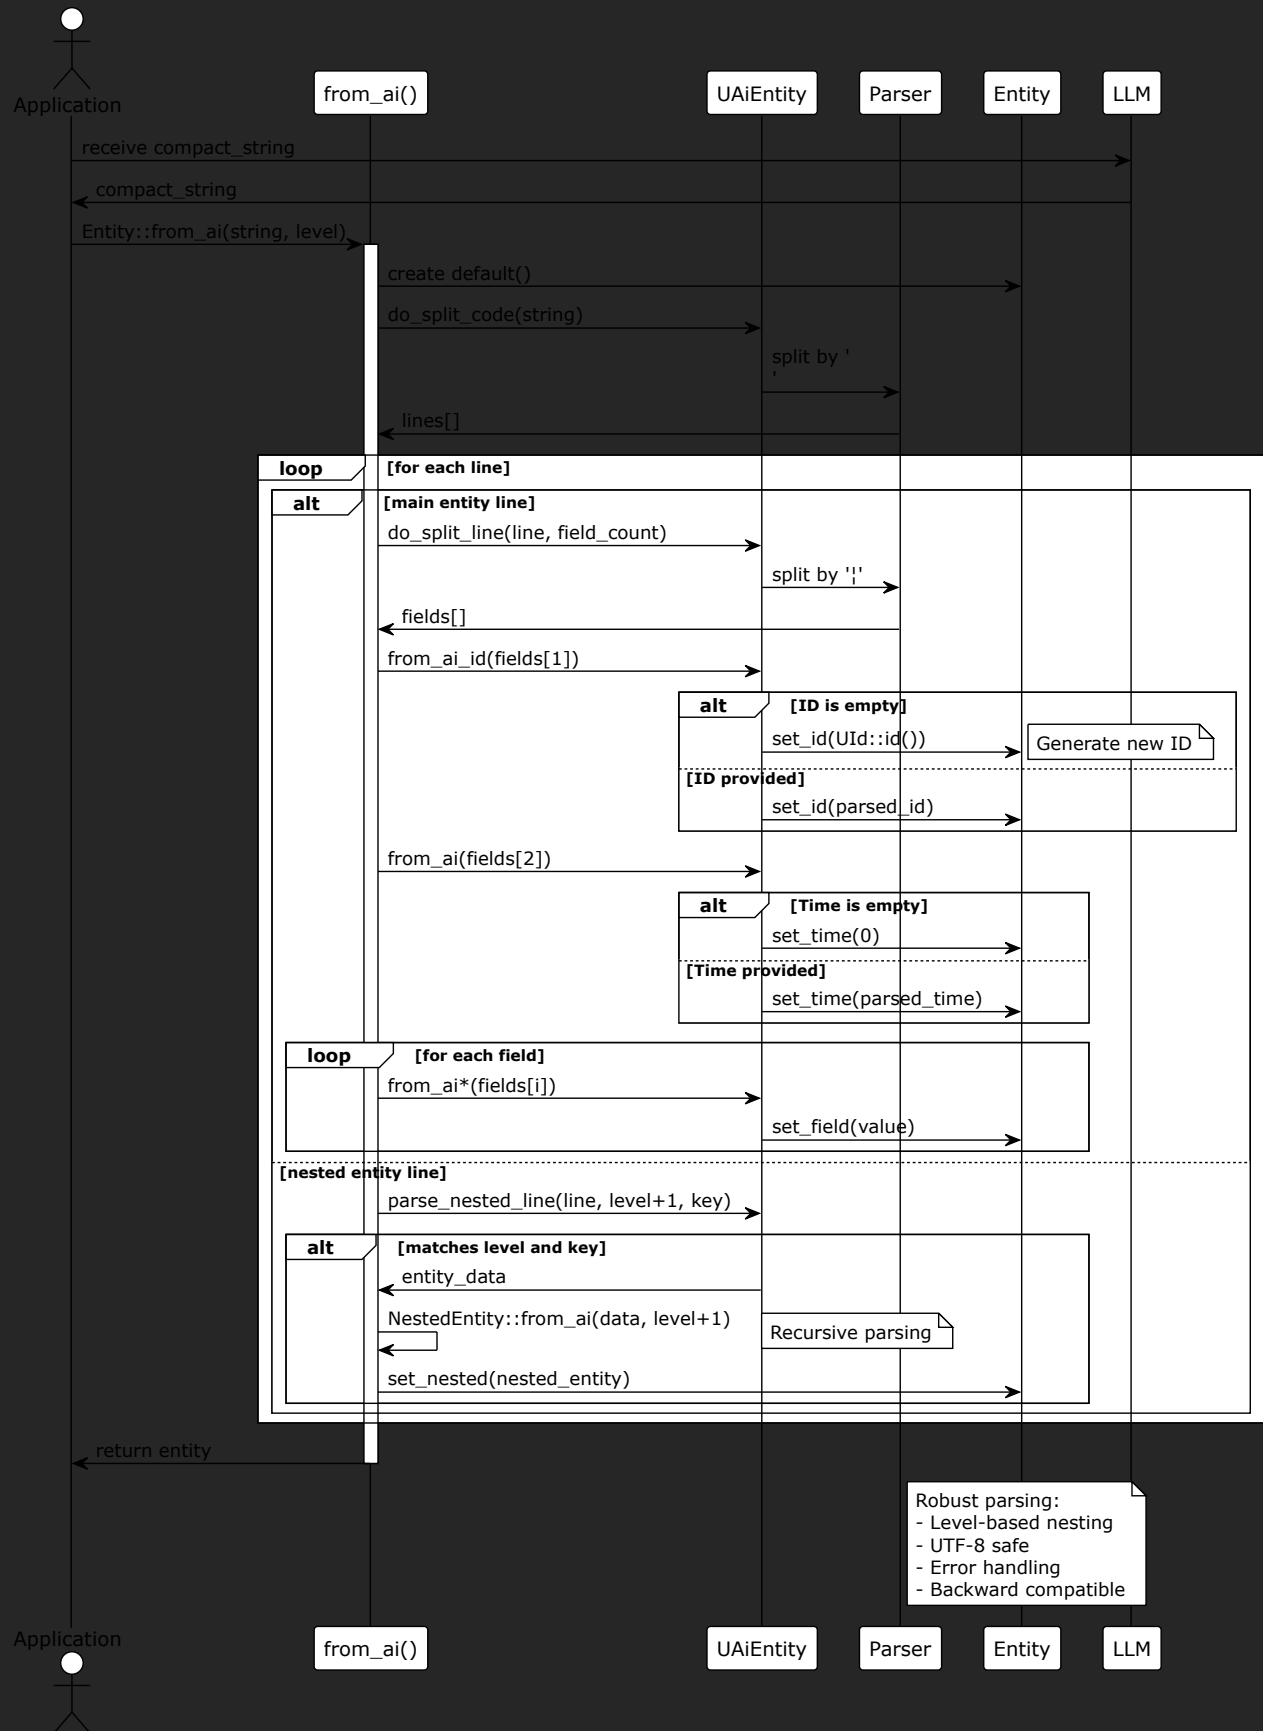 Application
from_ai()
UAiEntity
Parser
Entity
LLM
receive compact_string
compact_string
Entity::from_ai(string, level)
create default()
do_split_code(string)
split by '
'
lines[]
loop
[for each line]
alt
[main entity line]
do_split_line(line, field_count)
split by '¦'
fields[]
from_ai_id(fields[1])
alt
[ID is empty]
set_id(UId::id())
Generate new ID
[ID provided]
set_id(parsed_id)
from_ai(fields[2])
alt
[Time is empty]
set_time(0)
[Time provided]
set_time(parsed_time)
loop
[for each field]
from_ai*(fields[i])
set_field(value)
[nested entity line]
parse_nested_line(line, level+1, key)
alt
[matches level and key]
entity_data
NestedEntity::from_ai(data, level+1)
Recursive parsing
set_nested(nested_entity)
return entity
Robust parsing:
- Level-based nesting
- UTF-8 safe
- Error handling
- Backward compatible
Application
from_ai()
UAiEntity
Parser
Entity
LLM